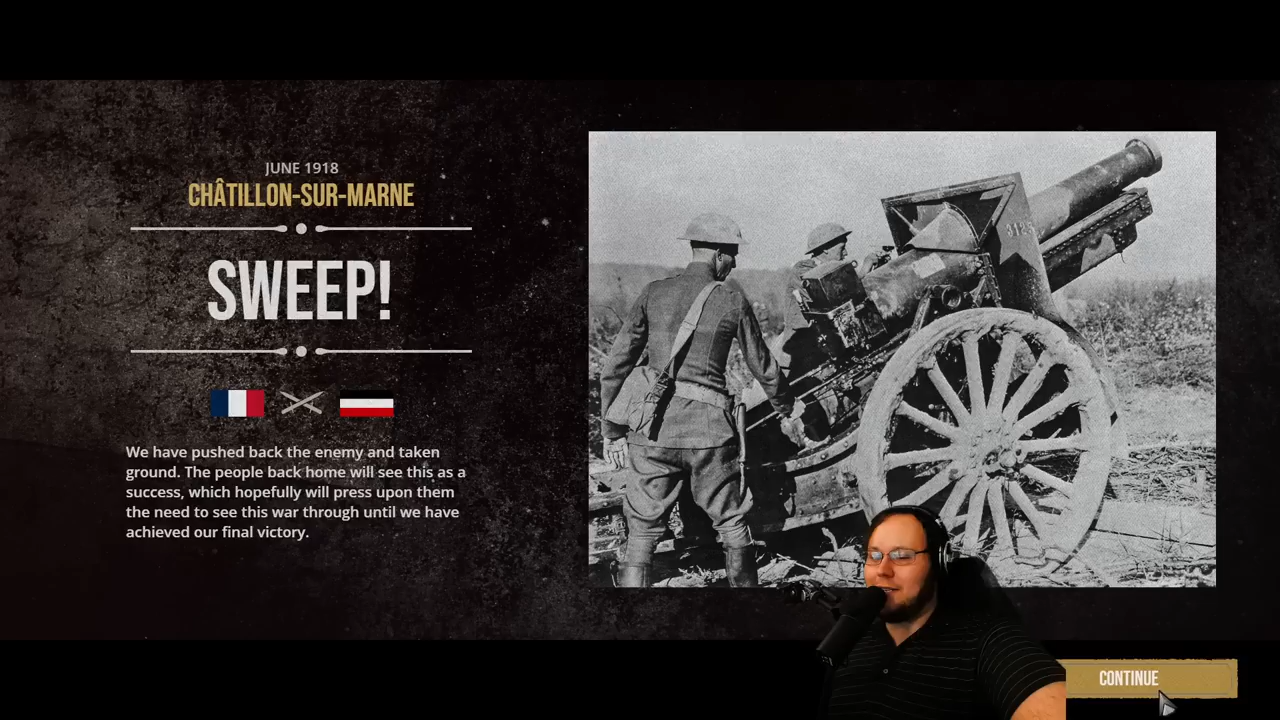 JUNE 1918
CHÂTILLON-SUR-MARNE
SWEEP!
We have pushed back the enemy and taken
ground. The people back home will see this as a
success, which hopefully will press upon them
the need to see this war through until we have
achieved our final victory.
CONTINUE